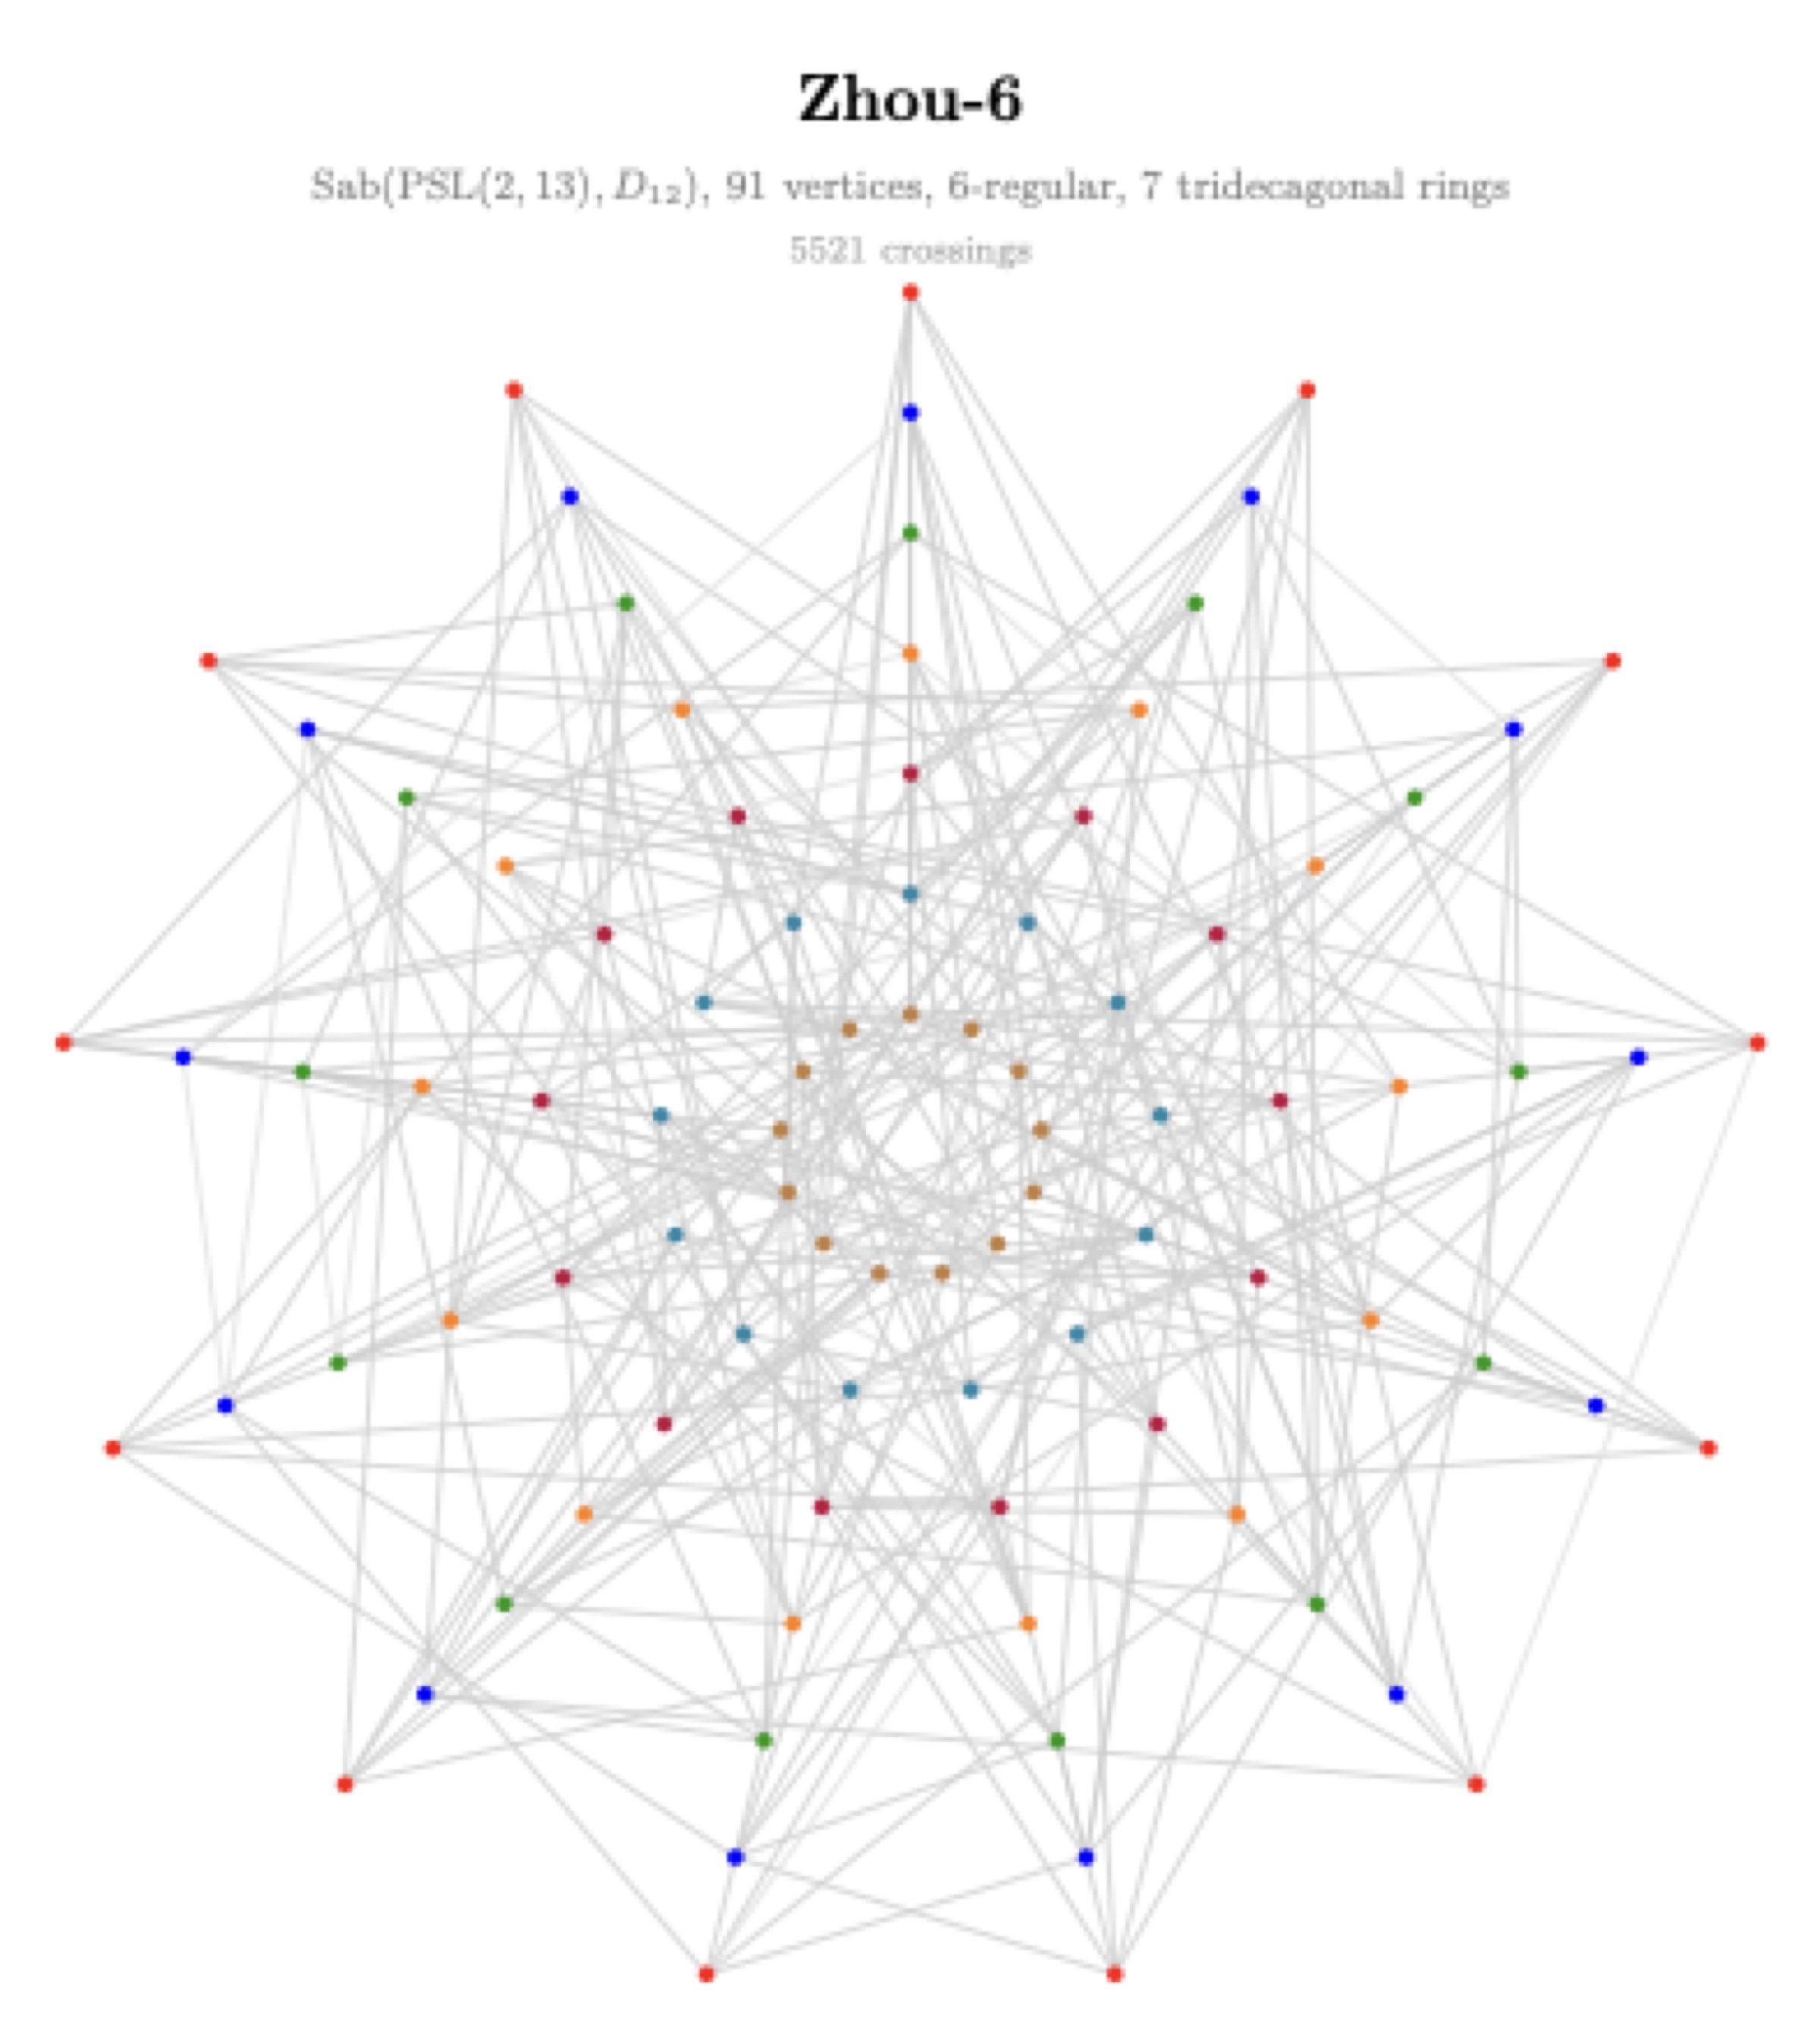 Zhou-6
Sab(PSL(2, 13), D₁₂), 91 vertices, 6-regular, 7 tridecagonal rings
5521 crossings